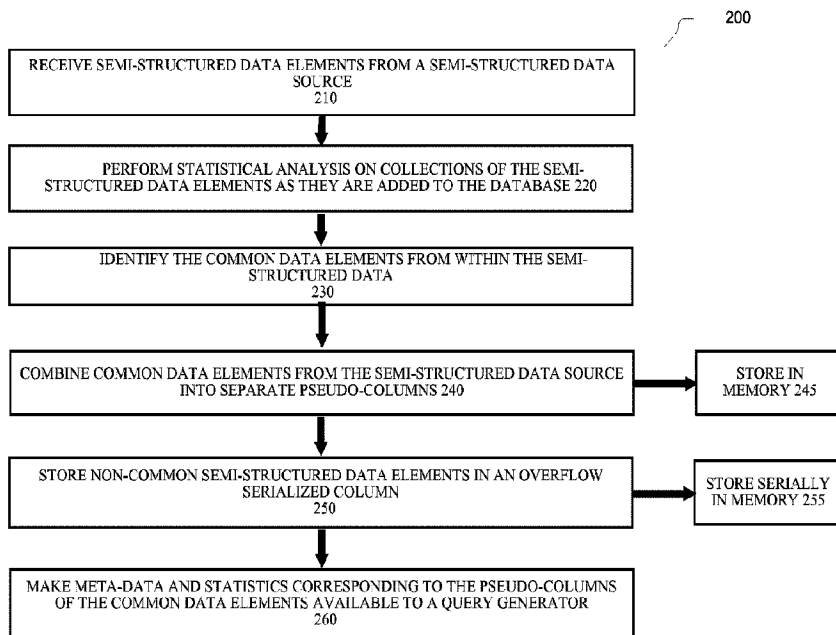 200
RECEIVE SEMI-STRUCTURED DATA ELEMENTS FROM A SEMI-STRUCTURED DATA
SOURCE
210
PERFORM STATISTICAL ANALYSIS ON COLLECTIONS OF THE SEMI-
STRUCTURED DATA ELEMENTS AS THEY ARE ADDED TO THE DATABASE 220
IDENTIFY THE COMMON DATA ELEMENTS FROM WITHIN THE SEMI-
STRUCTURED DATA
230
COMBINE COMMON DATA ELEMENTS FROM THE SEMI-STRUCTURED DATA SOURCE
INTO SEPARATE PSEUDO-COLUMNS 240
STORE IN
MEMORY 245
STORE NON-COMMON SEMI-STRUCTURED DATA ELEMENTS IN AN OVERFLOW
SERIALIZED COLUMN
250
STORE SERIALLY
IN MEMORY 255
MAKE META-DATA AND STATISTICS CORRESPONDING TO THE PSEUDO-COLUMNS
OF THE COMMON DATA ELEMENTS AVAILABLE TO A QUERY GENERATOR
260